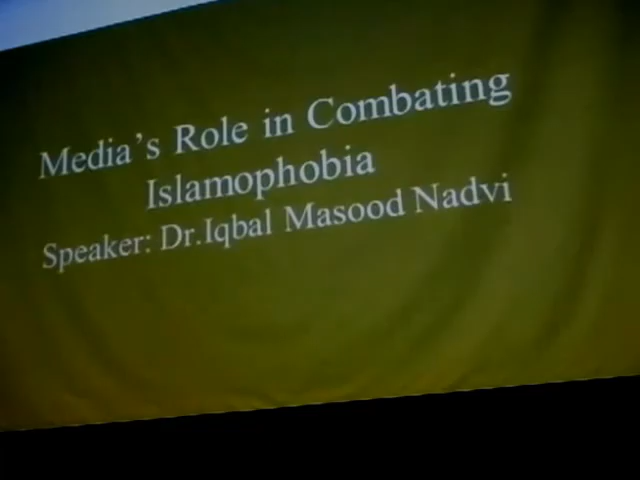 Media's Role in Combating
Islamophobia
Speaker: Dr.Iqbal Masood Nadvi